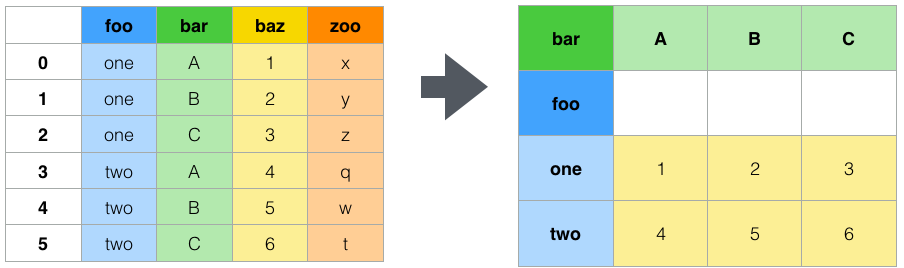 foo bar baz zoo
0 one A 1 x
1 one B 2 y
2 one C 3 z
3 two A 4 q
4 two B 5 w
5 two C 6 t
bar A B C
foo
one 1 2 3
two 4 5 6